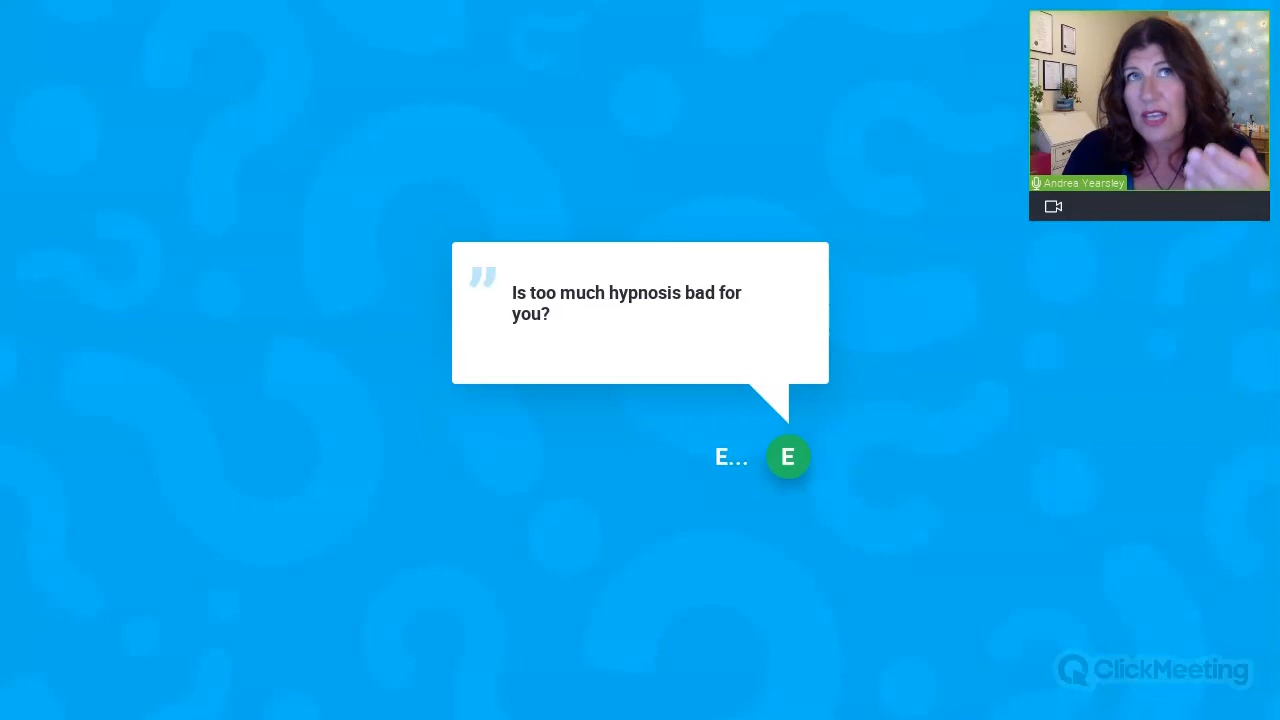 Andrea Yearsley
”
Is too much hypnosis bad for
you?
E...
E
ClickMeeting